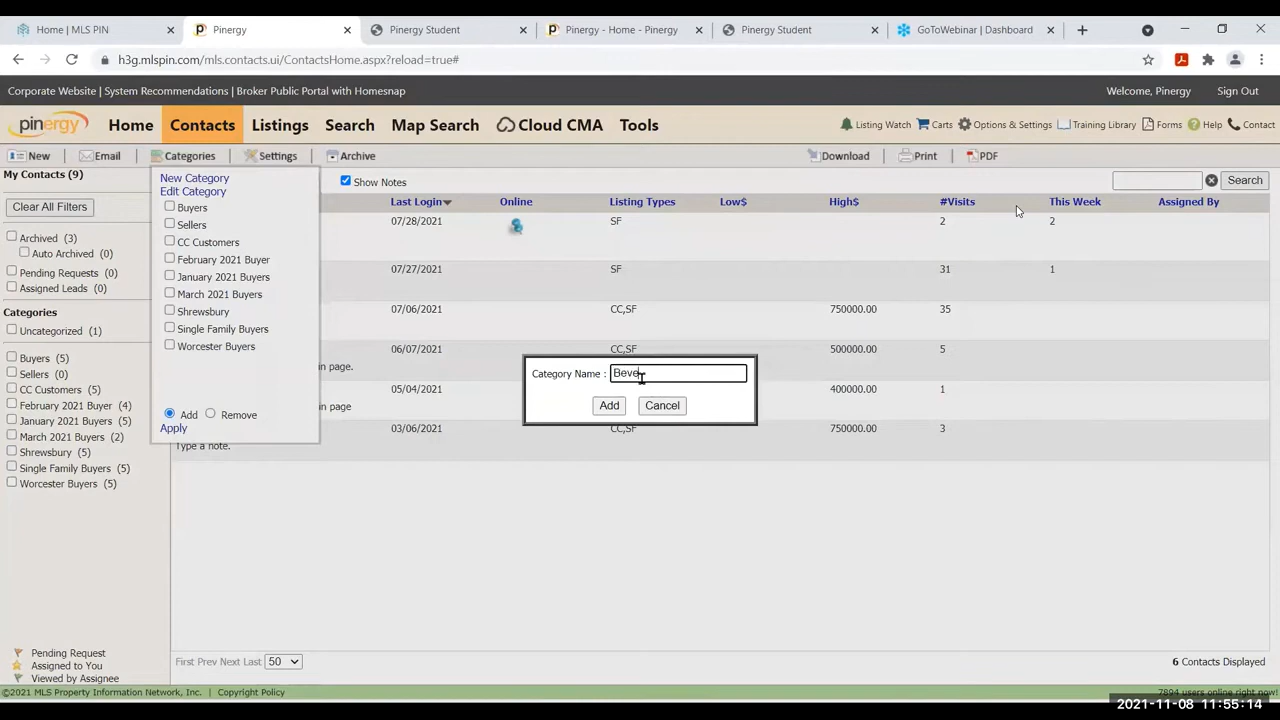 Home | MLS PIN
Pinergy
Pinergy Student
Pinergy - Home - Pinergy
Pinergy Student
GoToWebinar | Dashboard
h3g.mlspin.com/mls.contacts.ui/ContactsHome.aspx?reload=true#
Corporate Website | System Recommendations | Broker Public Portal with Homesnap
Welcome, Pinergy
Sign Out
pinergy
Home
Contacts
Listings
Search
Map Search
Cloud CMA
Tools
Listing Watch
Carts
Options & Settings
Training Library
Forms
Help
Contact
New
Email
Categories
Settings
Archive
Download
Print
PDF
My Contacts (9)
Clear All Filters
Archived (3)
Auto Archived (0)
Pending Requests (0)
Assigned Leads (0)
Categories
Uncategorized (1)
Buyers (5)
Sellers (0)
CC Customers (5)
February 2021 Buyer (4)
January 2021 Buyers (5)
March 2021 Buyers (2)
Shrewsbury (5)
Single Family Buyers (5)
Worcester Buyers (5)
Pending Request
Assigned to You
Viewed by Assignee
New Category
Edit Category
Buyers
Sellers
CC Customers
February 2021 Buyer
January 2021 Buyers
March 2021 Buyers
Shrewsbury
Single Family Buyers
Worcester Buyers
Add Remove
Apply
Show Notes
Search
Last Login Online Listing Types Low$ High$ #Visits This Week Assigned By
07/28/2021 SF 2 2
07/27/2021 SF 31 1
07/06/2021 CC,SF 750000.00 35
06/07/2021 CC,SF 500000.00 5
in page.
05/04/2021 400000.00 1
in page
03/06/2021 CC,SF 750000.00 3
Type a note.
Category Name : Beve
Add Cancel
First Prev Next Last 50
6 Contacts Displayed
©2021 MLS Property Information Network, Inc. | Copyright Policy
7894 users online right now!
2021-11-08 11:55:14